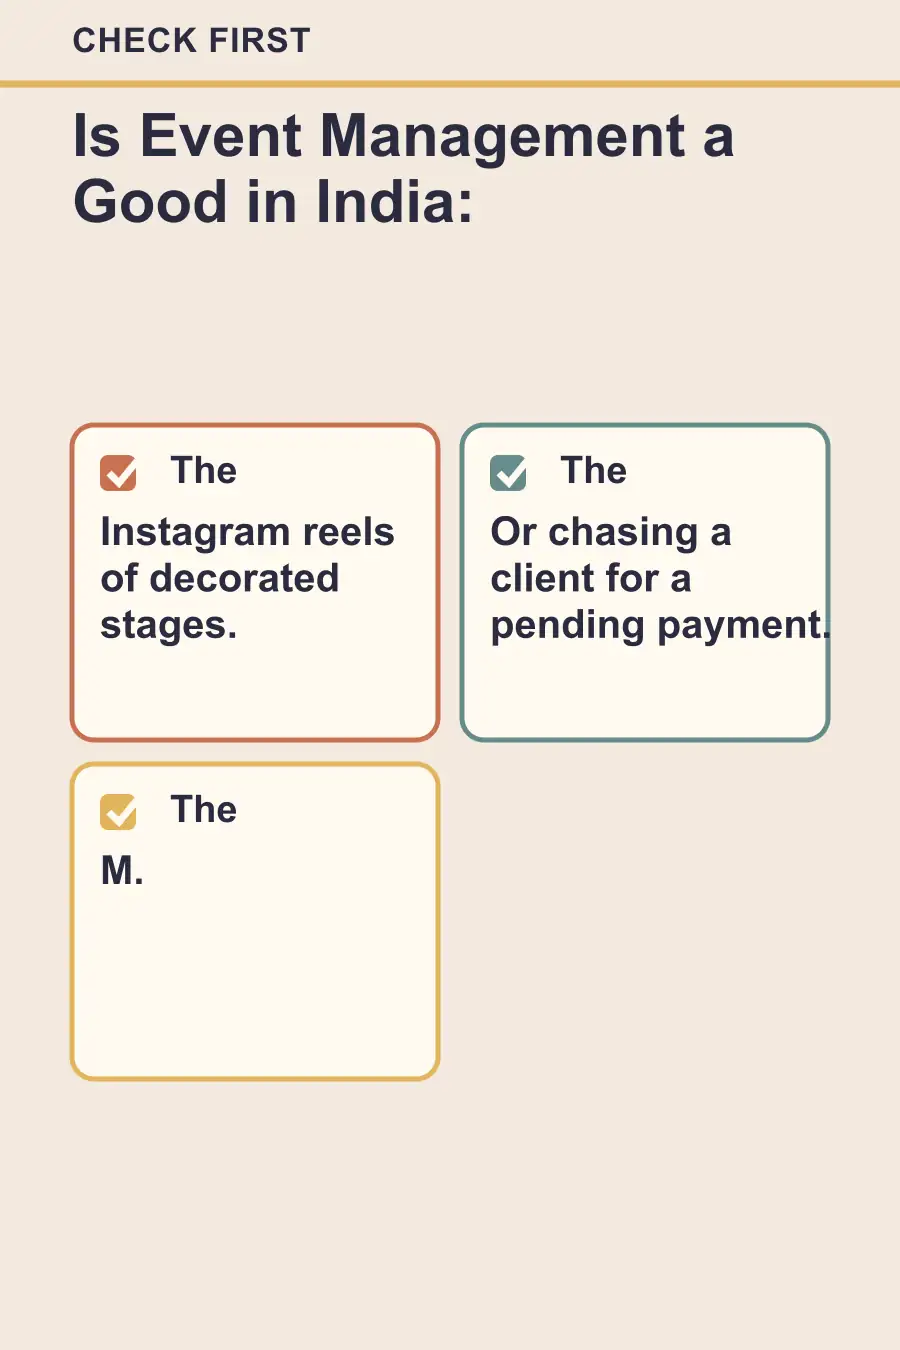 CHECK FIRST
Is Event Management a
Good in India:
The
Instagram reels
of decorated
stages.
The
Or chasing a
client for a
pending payment.
The
M.